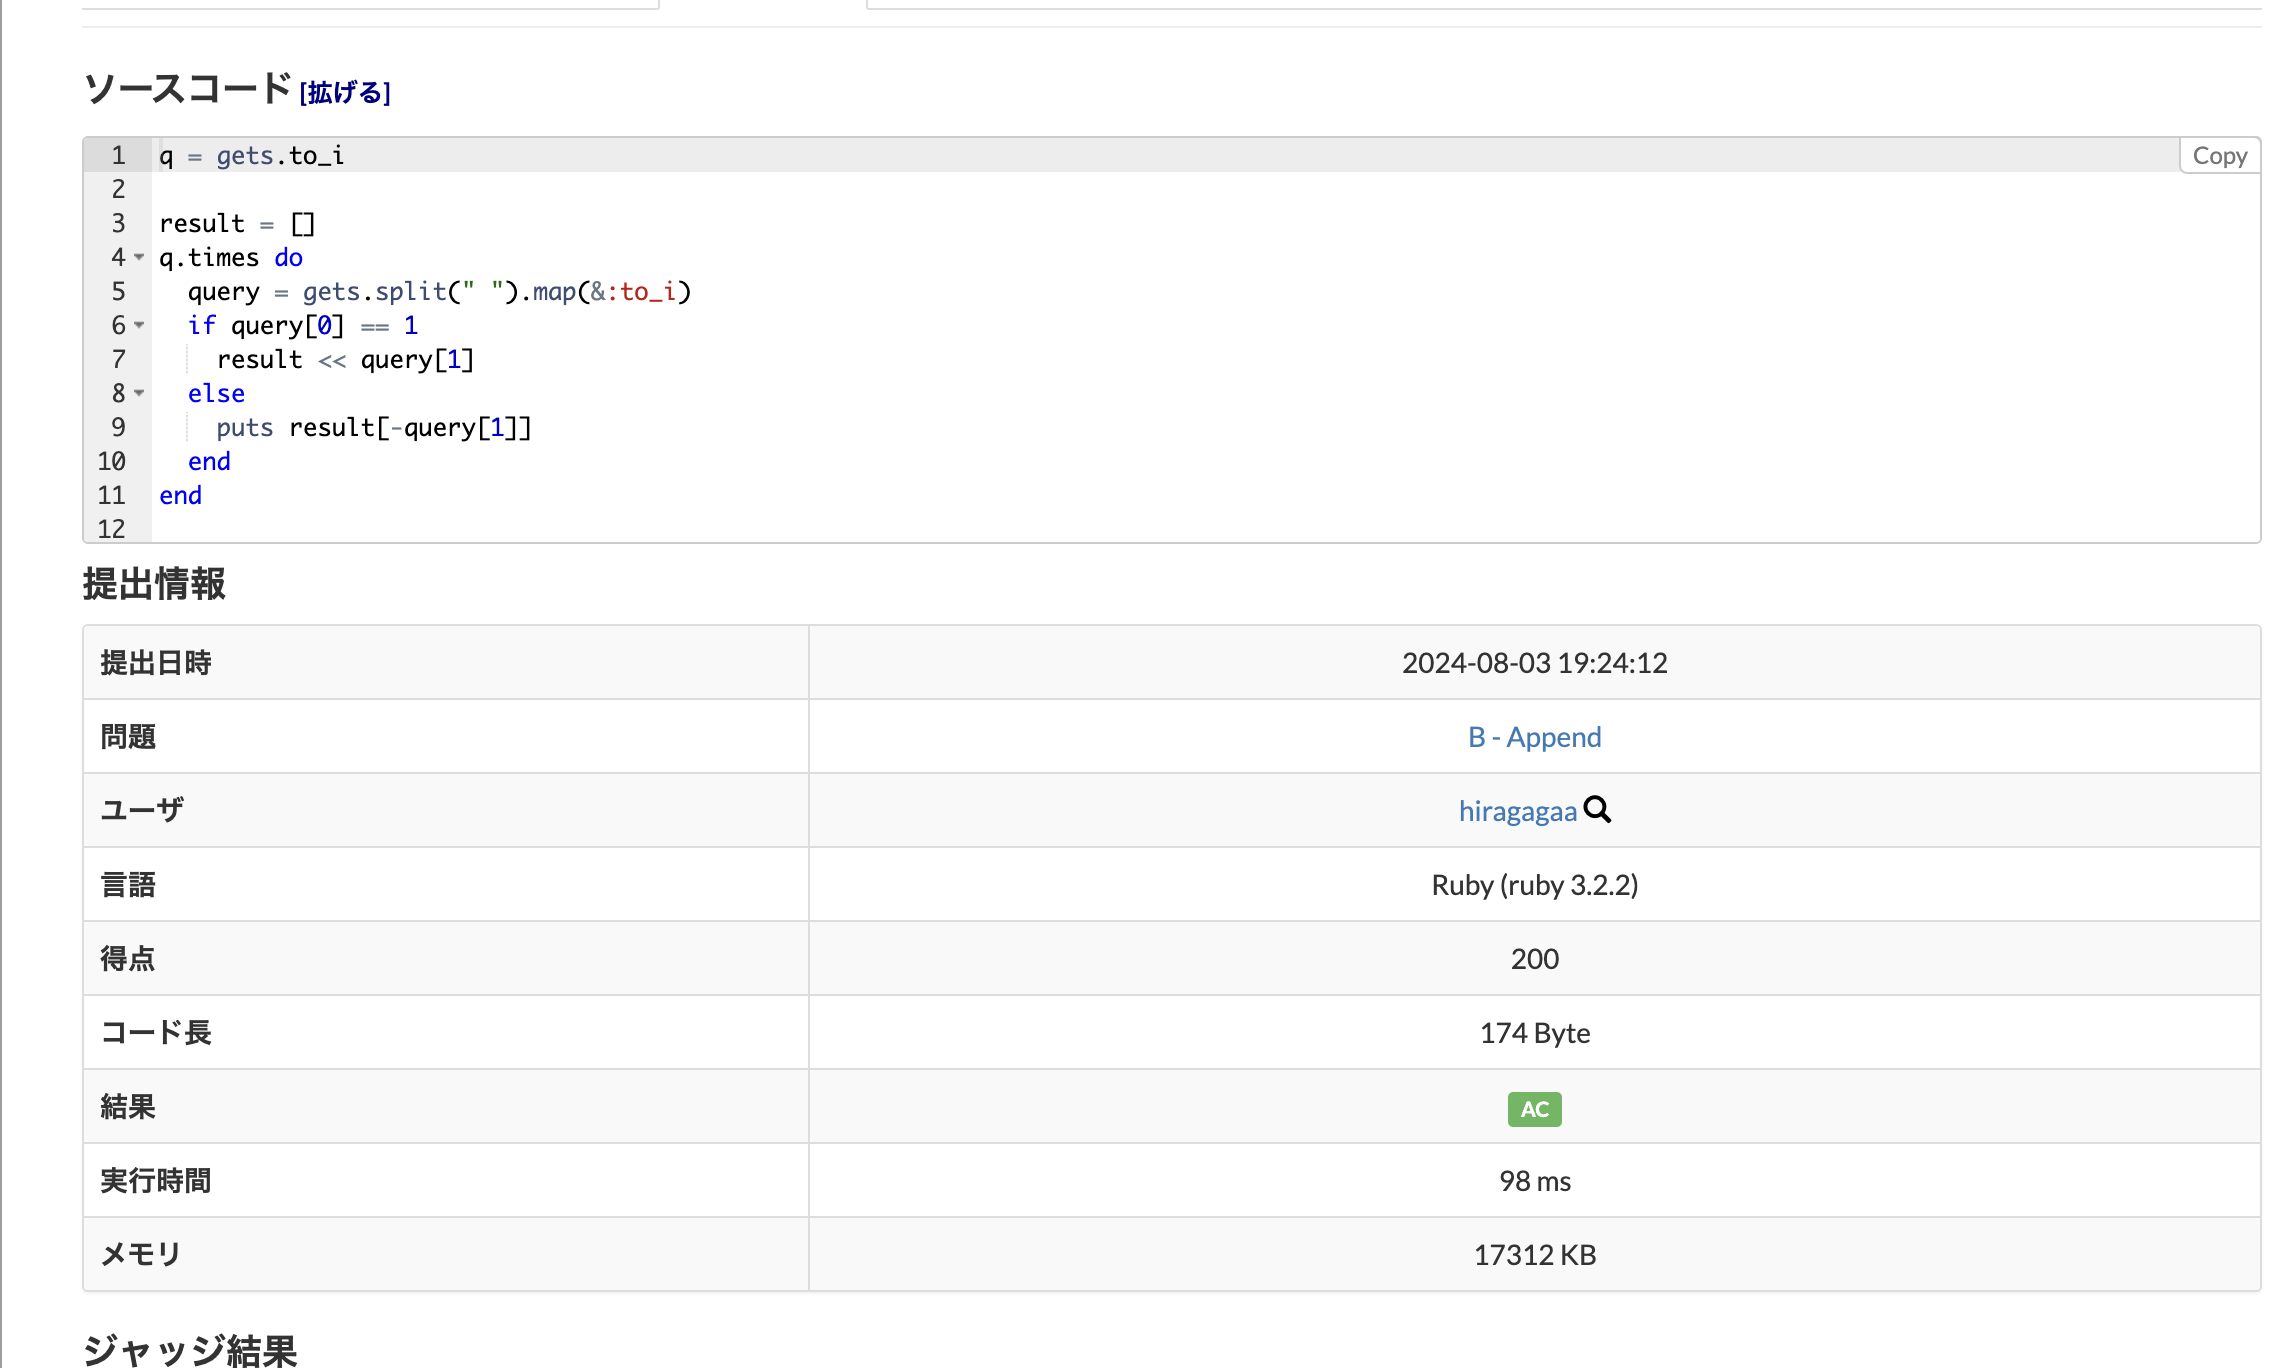 ソースコード [拡げる]
Copy
1 q = gets.to_i
2
3 result = []
4 q.times do
5   query = gets.split(" ").map(&:to_i)
6   if query[0] == 1
7     result << query[1]
8   else
9     puts result[-query[1]]
10   end
11 end
12
提出情報
提出日時 2024-08-03 19:24:12
問題 B - Append
ユーザ hiragagaa
言語 Ruby (ruby 3.2.2)
得点 200
コード長 174 Byte
結果 AC
実行時間 98 ms
メモリ 17312 KB
ジャッジ結果